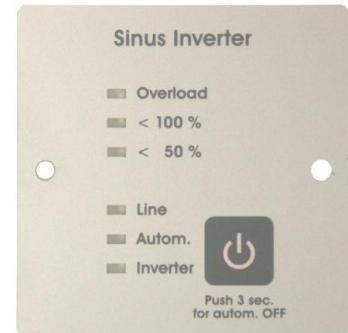 Sinus Inverter
Overload
< 100 %
< 50 %
Line
Autom.
Inverter
Push 3 sec.
for autom. OFF